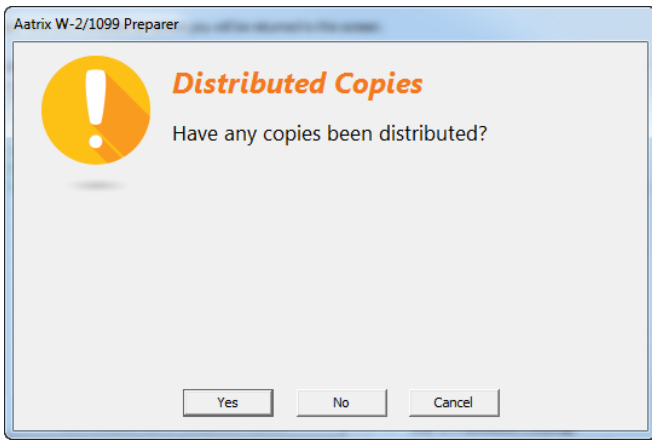 Aatrix W-2/1099 Preparer
Distributed Copies
Have any copies been distributed?
Yes
No
Cancel